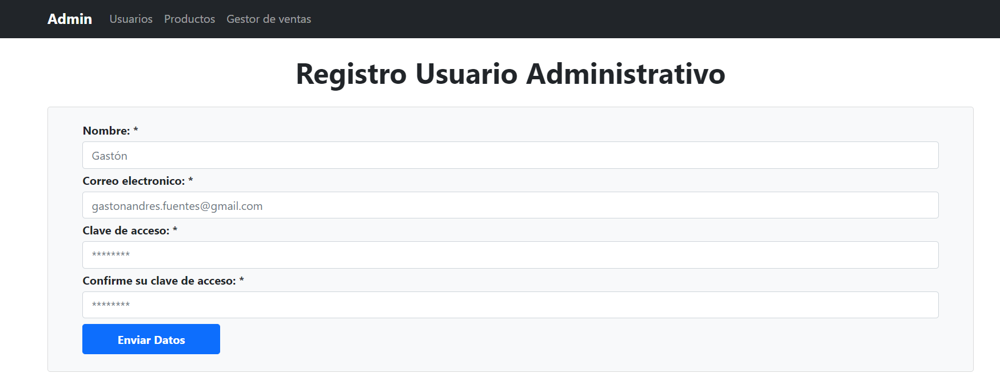 Admin Usuarios Productos Gestor de ventas
Registro Usuario Administrativo
Nombre: *
Gastón
Correo electronico: *
gastonandres.fuentes@gmail.com
Clave de acceso: *
********
Confirme su clave de acceso: *
********
Enviar Datos